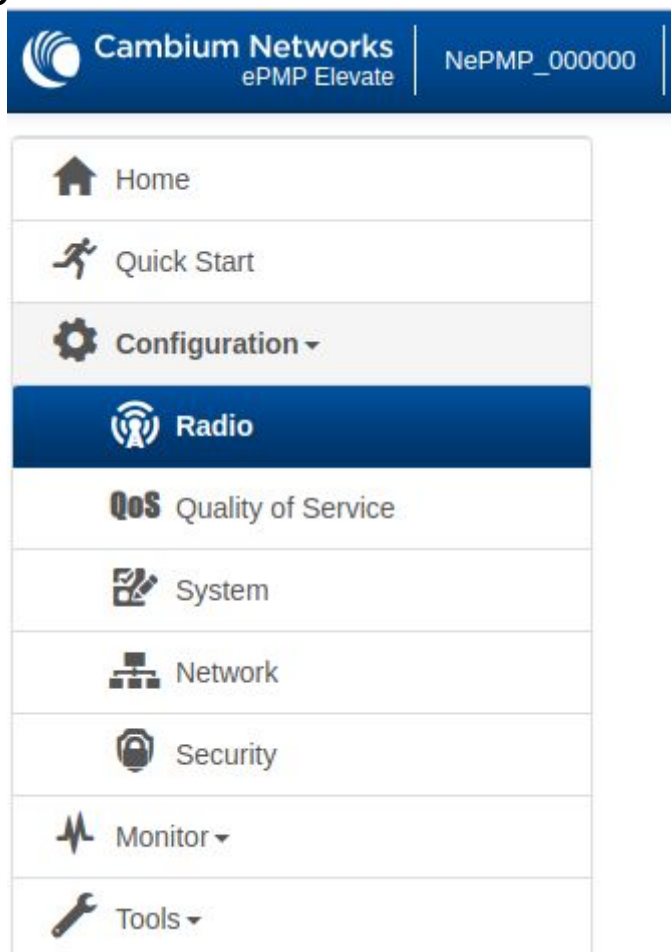 Cambium Networks
ePMP Elevate
NePMP_000000
Home
Quick Start
Configuration
Radio
QoS Quality of Service
System
Network
Security
Monitor
Tools